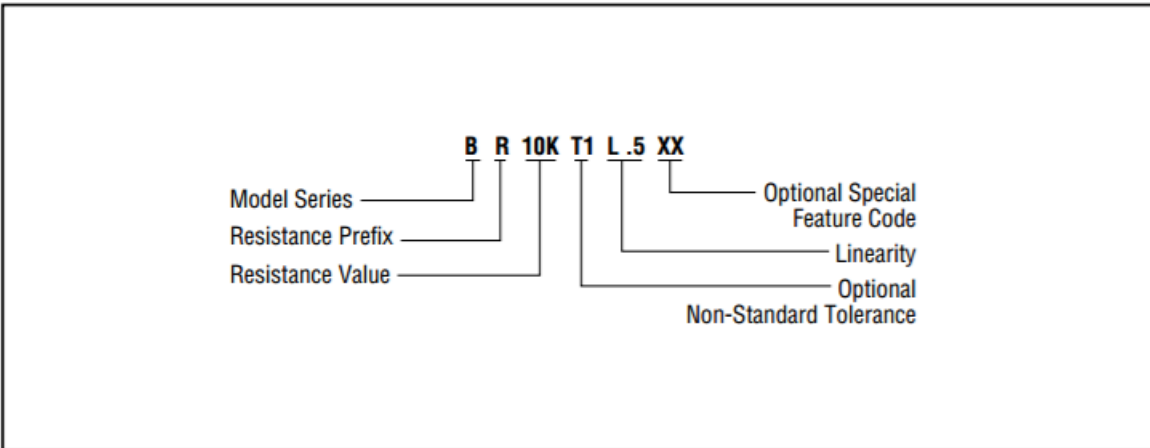 B R 10K T1 L .5 XX
Model Series
Resistance Prefix
Resistance Value
Optional Special
Feature Code
Linearity
Optional
Non-Standard Tolerance